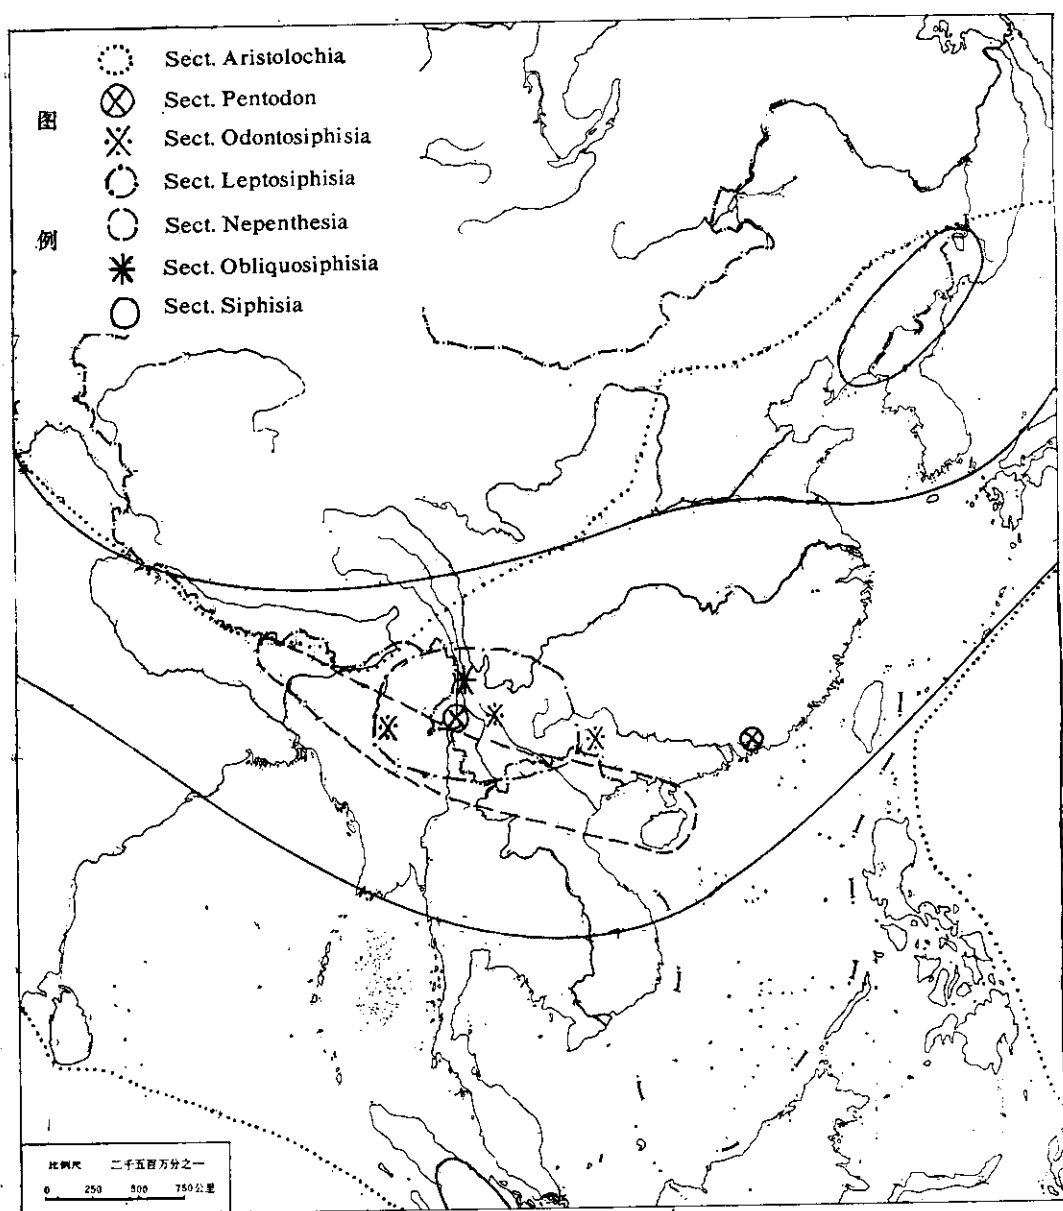 图例
Sect. Aristolochia
Sect. Pentodon
Sect. Odontosiphisia
Sect. Leptosiphisia
Sect. Nepenthesia
Sect. Obliquosiphisia
Sect. Siphisia
比例尺 二千五百万分之一
0 250 500 750公里